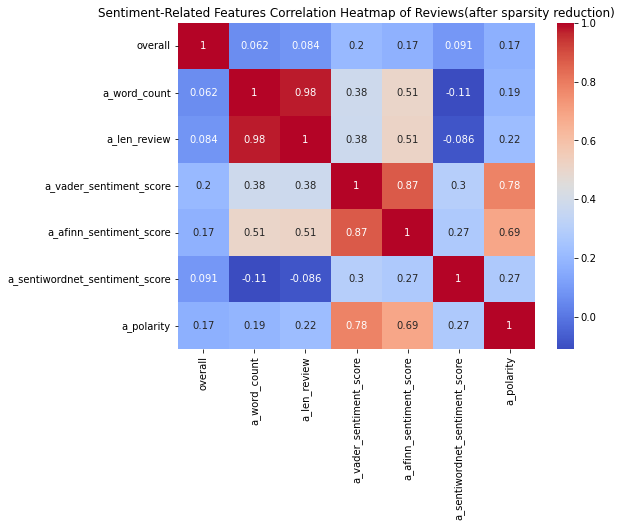 Sentiment-Related Features Correlation Heatmap of Reviews(after sparsity reduction)
overall 1 0.062 0.084 0.2 0.17 0.091 0.17
a_word_count 0.062 1 0.98 0.38 0.51 -0.11 0.19
a_len_review 0.084 0.98 1 0.38 0.51 -0.086 0.22
a_vader_sentiment_score 0.2 0.38 0.38 1 0.87 0.3 0.78
a_afinn_sentiment_score 0.17 0.51 0.51 0.87 1 0.27 0.69
a_sentiwordnet_sentiment_score 0.091 -0.11 -0.086 0.3 0.27 1 0.27
a_polarity 0.17 0.19 0.22 0.78 0.69 0.27 1
overall
a_word_count
a_len_review
a_vader_sentiment_score
a_afinn_sentiment_score
a_sentiwordnet_sentiment_score
a_polarity
1.0
0.8
0.6
0.4
0.2
0.0